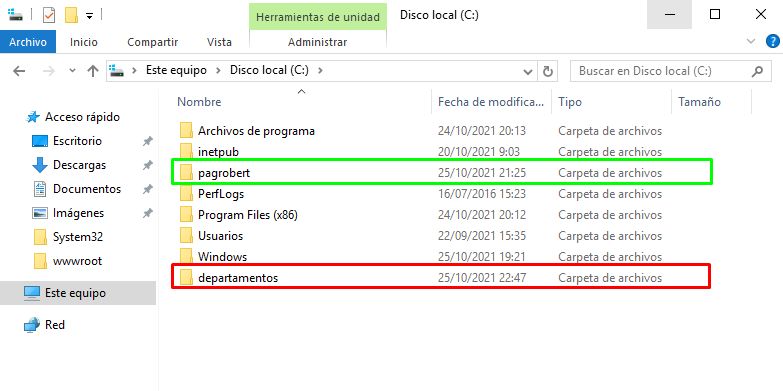 Herramientas de unidad Disco local (C:)
Archivo Inicio Compartir Vista Administrar
Este equipo Disco local (C:) Buscar en Disco local (C:)
Nombre Fecha de modifica... Tipo Tamaño
Acceso rápido
Escritorio
Descargas
Documentos
Imágenes
System32
wwwroot
Este equipo
Red
Archivos de programa 24/10/2021 20:13 Carpeta de archivos
inetpub 20/10/2021 9:03 Carpeta de archivos
pagrobert 25/10/2021 21:25 Carpeta de archivos
PerfLogs 16/07/2016 15:23 Carpeta de archivos
Program Files (x86) 24/10/2021 20:12 Carpeta de archivos
Usuarios 22/09/2021 15:35 Carpeta de archivos
Windows 25/10/2021 19:21 Carpeta de archivos
departamentos 25/10/2021 22:47 Carpeta de archivos